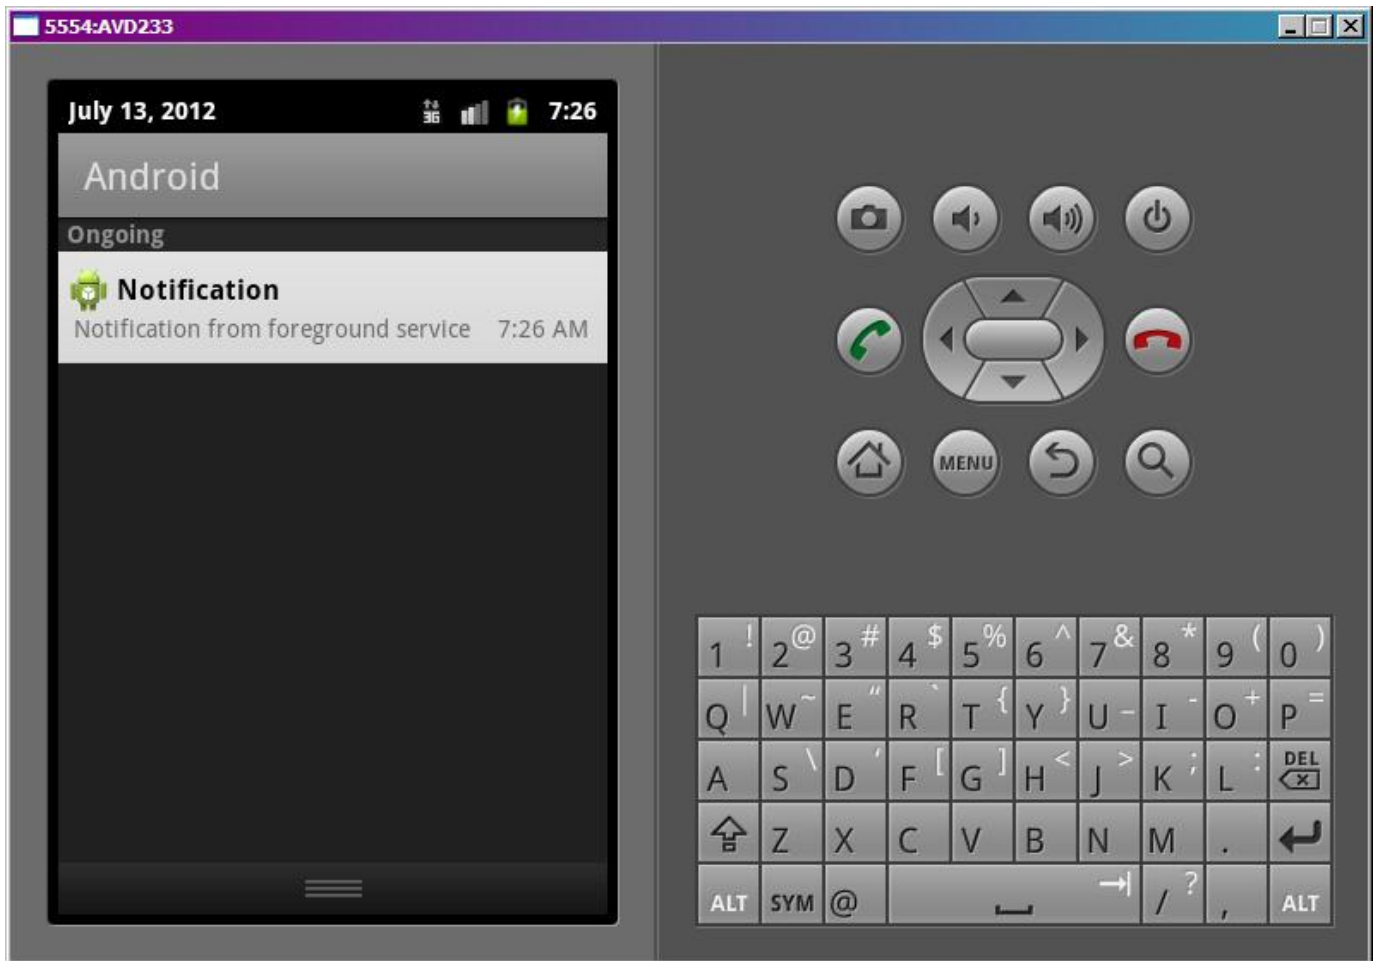 5554:AVD233
July 13, 2012 3G 7:26
Android
Ongoing
Notification
Notification from foreground service 7:26 AM
MENU
1 ! 2 @ 3 # 4 $ 5 % 6 ^ 7 & 8 * 9 ( 0 )
Q | W ~ E “ R ` T { Y } U _ I - O + P =
A S \ D ‘ F [ G ] H < J > K ; L : DEL
Z X C V B N M .
ALT SYM @ / ? , ALT